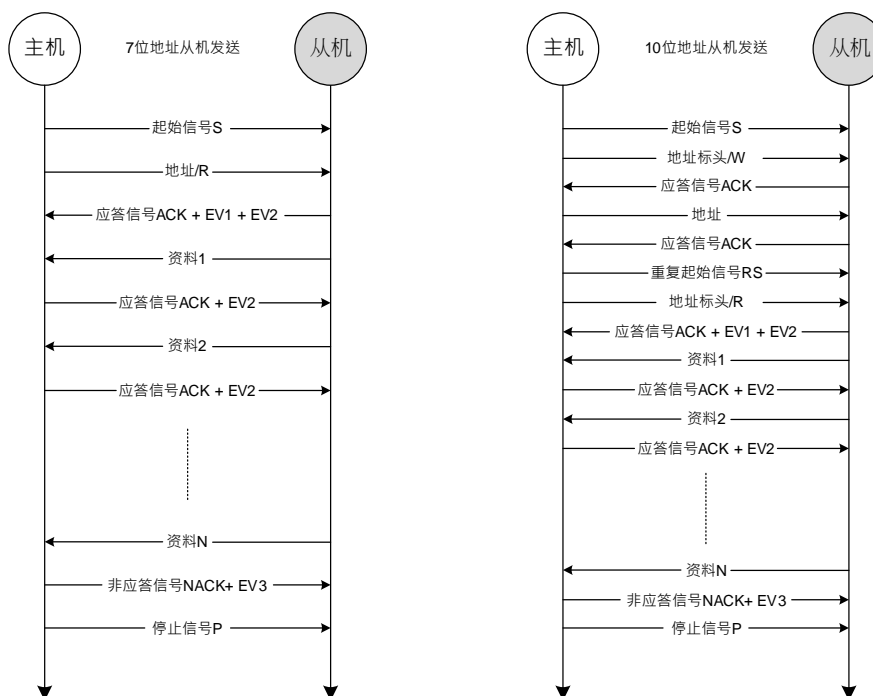 主机
7位地址从机发送
从机
起始信号S
地址/R
应答信号ACK + EV1 + EV2
资料1
应答信号ACK + EV2
资料2
应答信号ACK + EV2
资料N
非应答信号NACK+ EV3
停止信号P
主机
10位地址从机发送
从机
起始信号S
地址标头/W
应答信号ACK
地址
应答信号ACK
重复起始信号RS
地址标头/R
应答信号ACK + EV1 + EV2
资料1
应答信号ACK + EV2
资料2
应答信号ACK + EV2
资料N
非应答信号NACK+ EV3
停止信号P